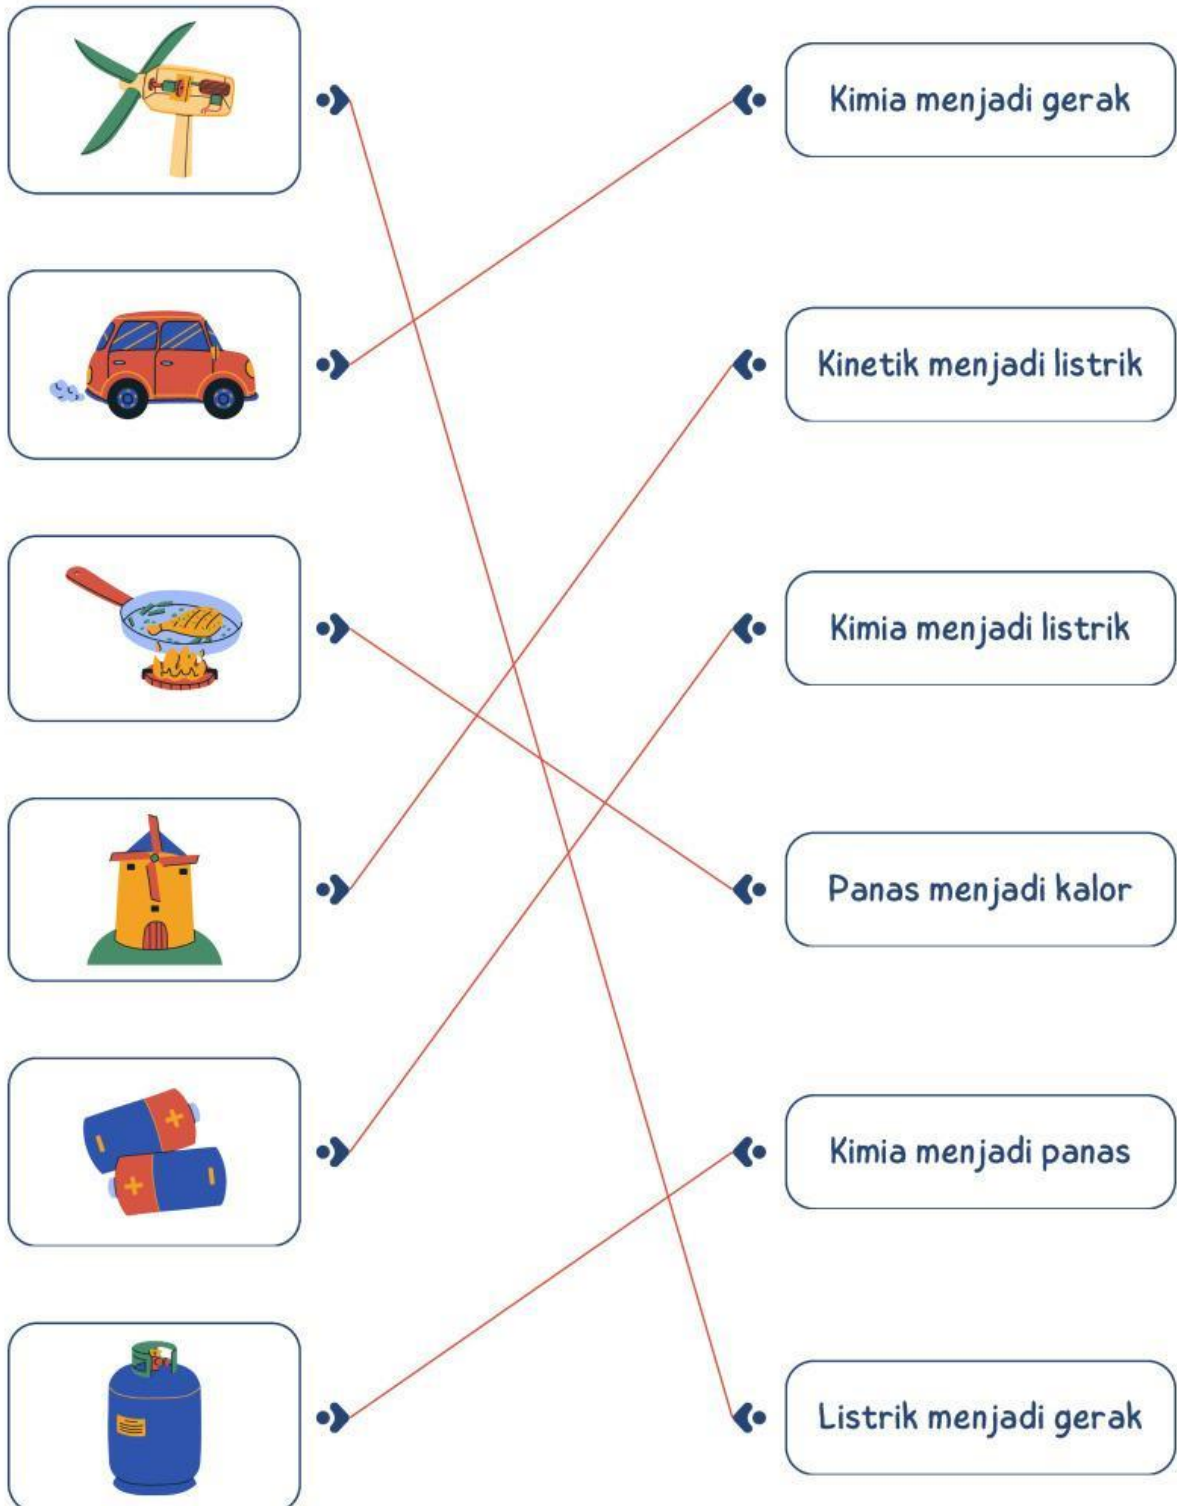 Kimia menjadi gerak
Kinetik menjadi listrik
Kimia menjadi listrik
Panas menjadi kalor
Kimia menjadi panas
Listrik menjadi gerak